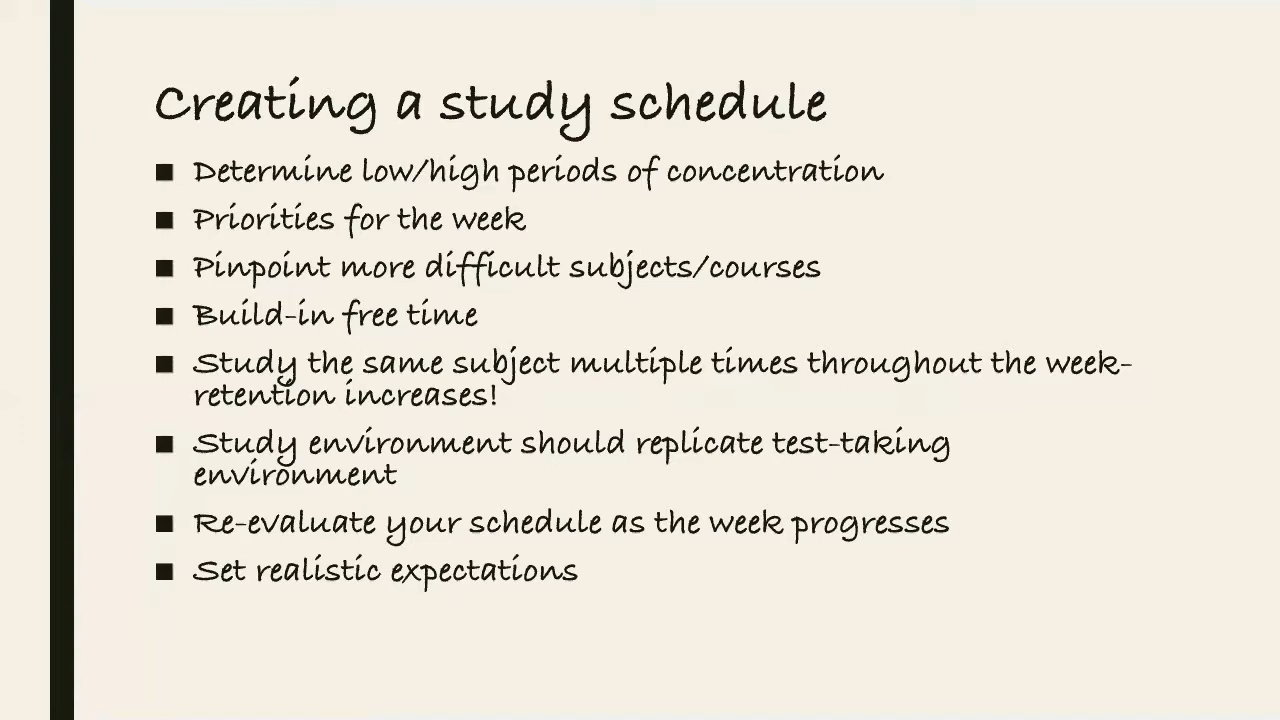 Creating a study schedule
■ Determine low/high periods of concentration
■ Priorities for the week
■ Pinpoint more difficult subjects/courses
■ Build-in free time
■ Study the same subject multiple times throughout the week-
retention increases!
■ Study environment should replicate test-taking
environment
■ Re-evaluate your schedule as the week progresses
■ Set realistic expectations